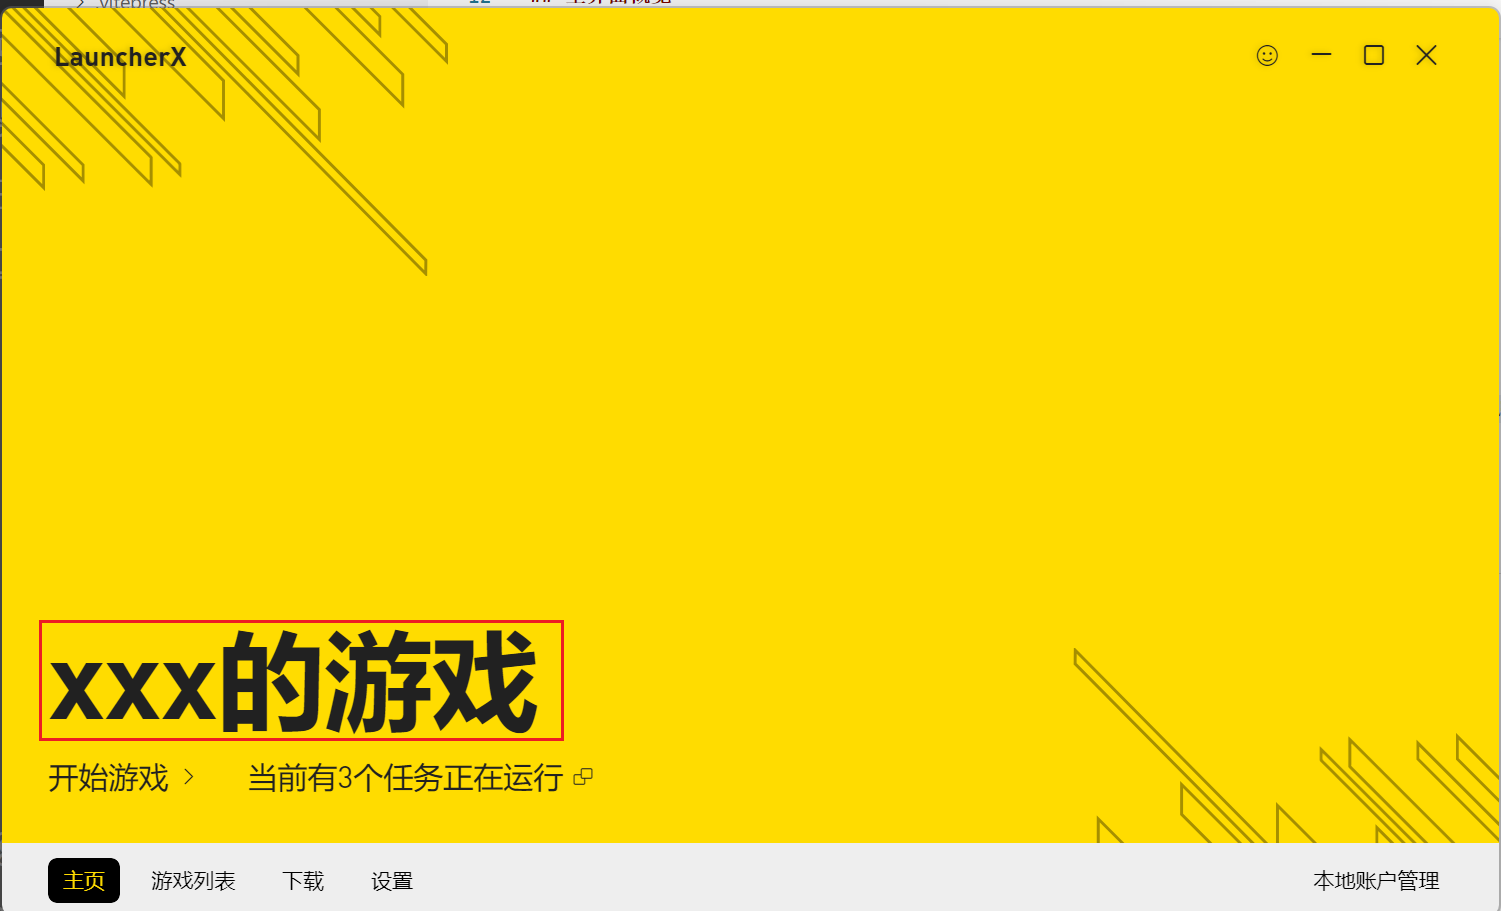 .vitepress
12
LauncherX
xxx的游戏
开始游戏 当前有3个任务正在运行
主页 游戏列表 下载 设置 本地账户管理